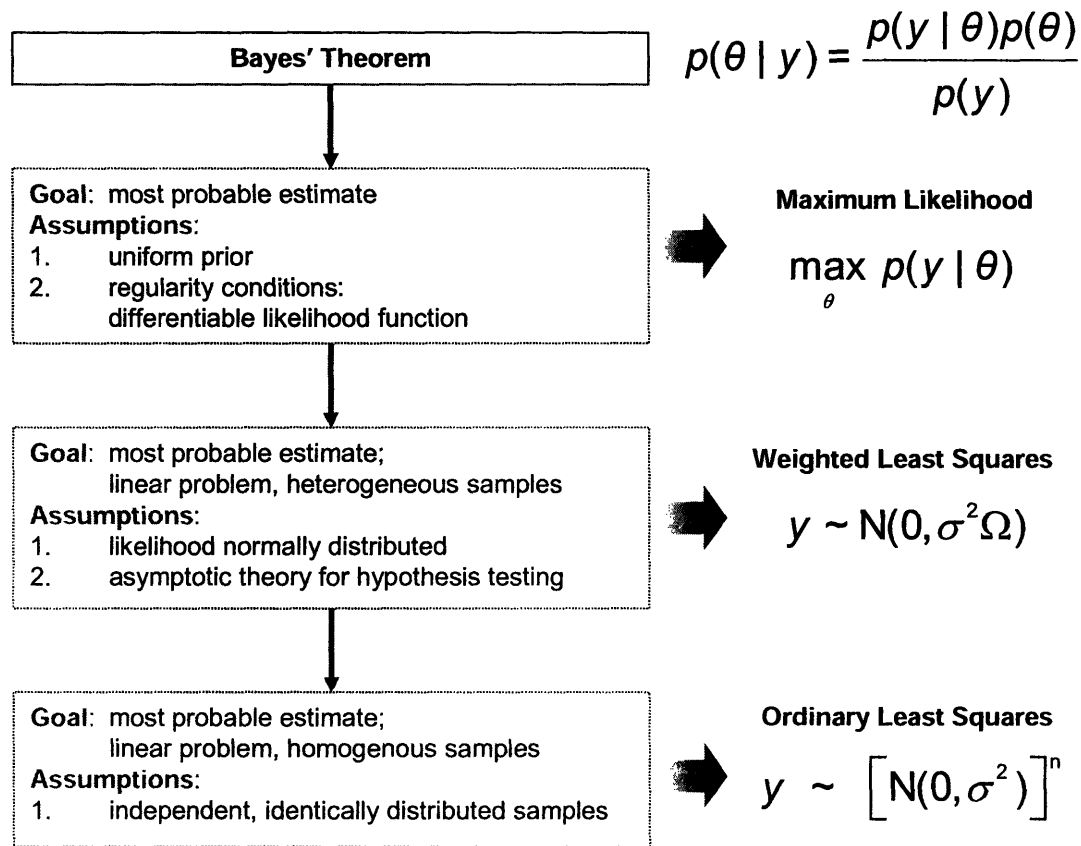 Bayes' Theorem
p(θ | y) = p(y | θ)p(θ) / p(y)
Goal: most probable estimate
Assumptions:
1. uniform prior
2. regularity conditions:
differentiable likelihood function
Maximum Likelihood
max p(y | θ)
θ
Goal: most probable estimate;
linear problem, heterogeneous samples
Assumptions:
1. likelihood normally distributed
2. asymptotic theory for hypothesis testing
Weighted Least Squares
y ~ N(0,σ²Ω)
Goal: most probable estimate;
linear problem, homogenous samples
Assumptions:
1. independent, identically distributed samples
Ordinary Least Squares
y ~ [N(0,σ²)]ⁿ